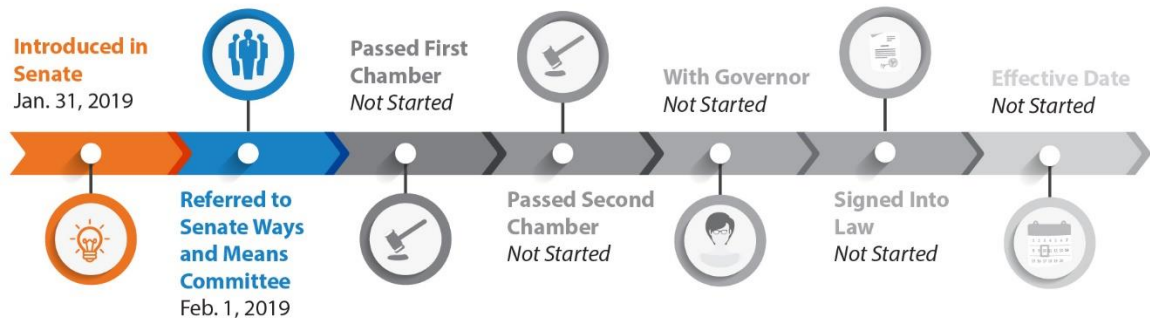 Introduced in
Senate
Jan. 31, 2019
Referred to
Senate Ways
and Means
Committee
Feb. 1, 2019
Passed First
Chamber
Not Started
Passed Second
Chamber
Not Started
With Governor
Not Started
Signed Into
Law
Not Started
Effective Date
Not Started